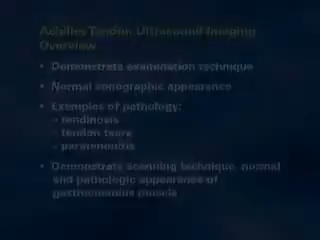 Achilles Tendon Ultrasound Imaging
Overview
• Demonstrate examination technique
• Normal sonographic appearance
• Examples of pathology:
- tendinosis
- tendon tears
- paratenonitis
• Demonstrate scanning technique, normal
and pathologic appearance of
gastrocnemius muscle